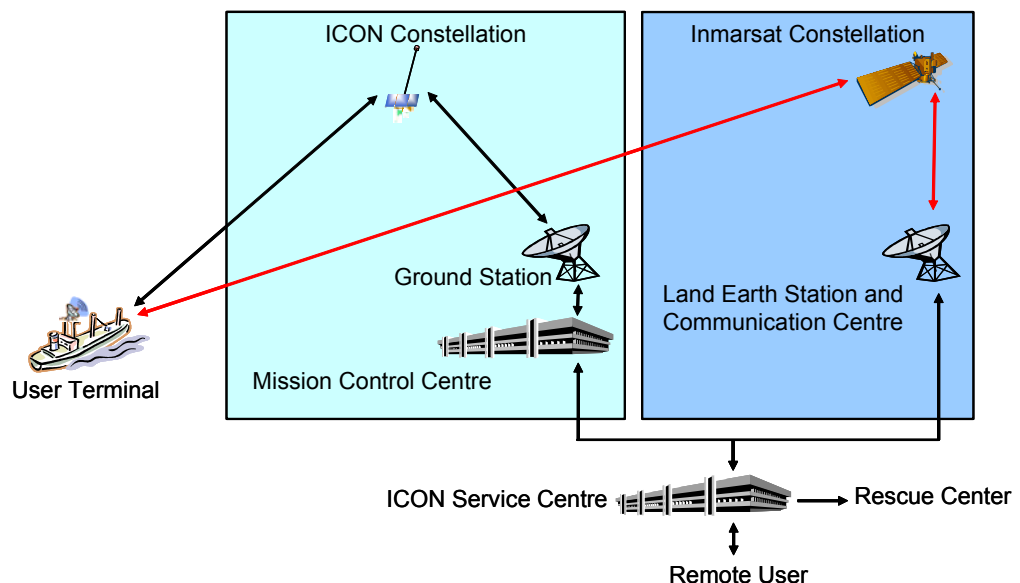 ICON Constellation
Inmarsat Constellation
Ground Station
Land Earth Station and
Communication Centre
Mission Control Centre
User Terminal
ICON Service Centre
Rescue Center
Remote User